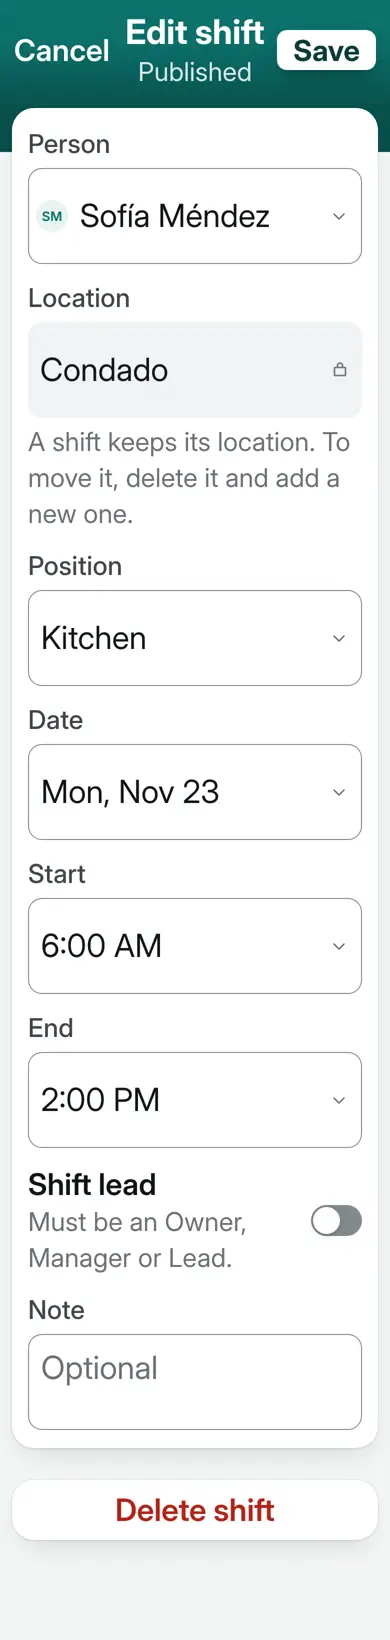 Cancel
Edit shift
Published
Save
Person
SM Sofía Méndez
Location
Condado
A shift keeps its location. To
move it, delete it and add a
new one.
Position
Kitchen
Date
Mon, Nov 23
Start
6:00 AM
End
2:00 PM
Shift lead
Must be an Owner,
Manager or Lead.
Note
Optional
Delete shift